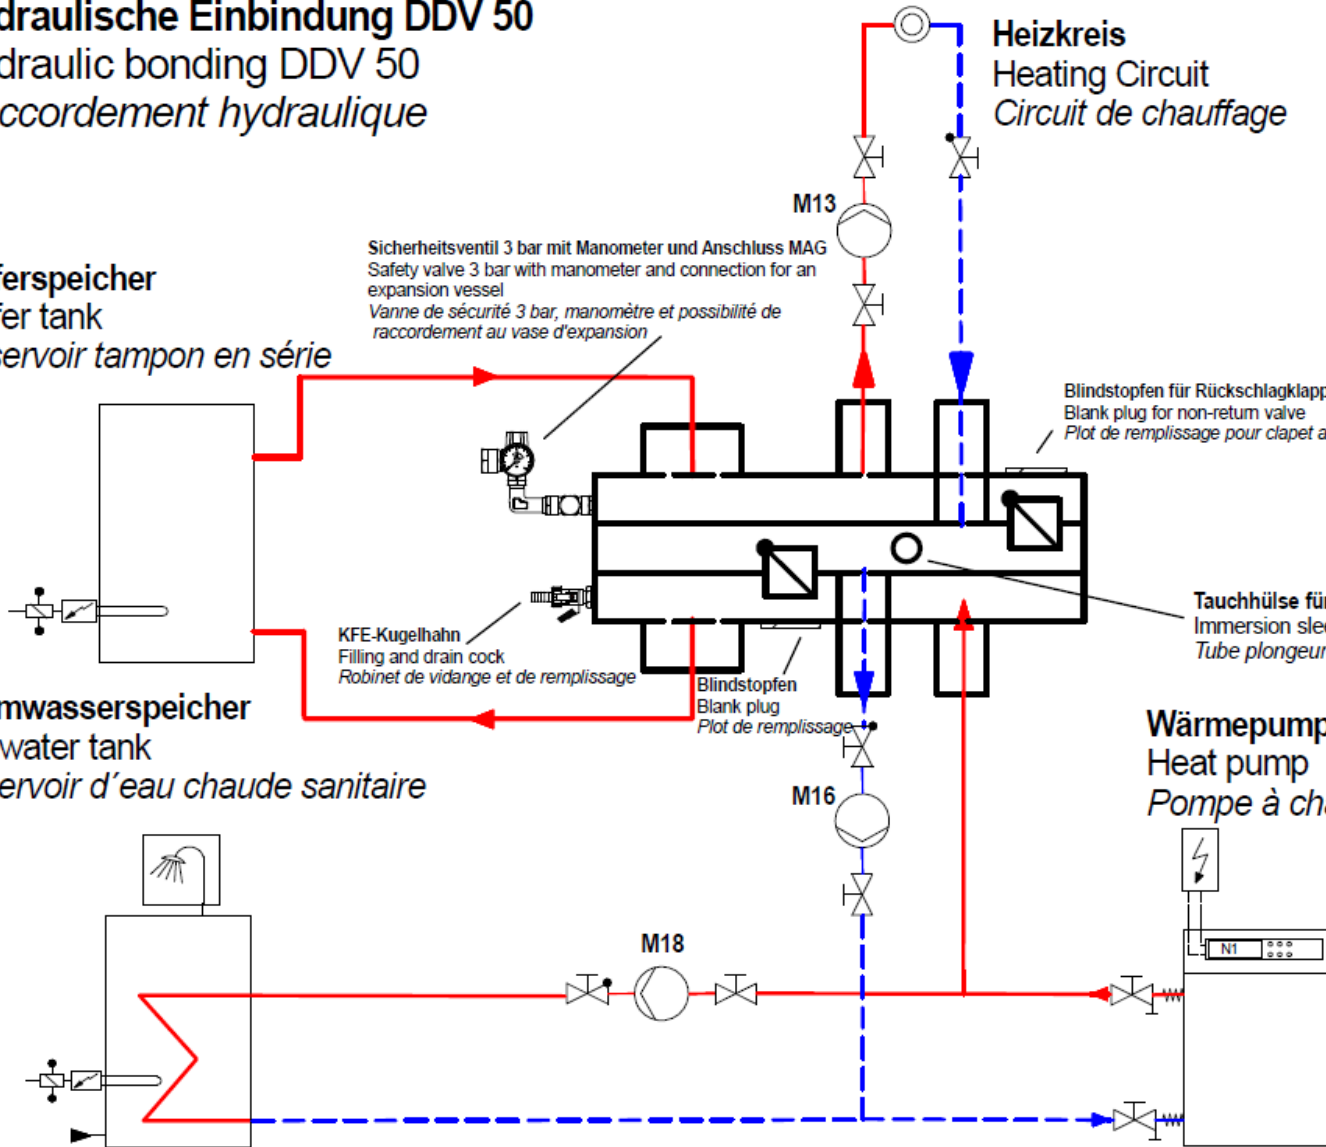 draulische Einbindung DDV 50
draulic bonding DDV 50
ccordement hydraulique
Heizkreis
Heating Circuit
Circuit de chauffage
M13
Sicherheitsventil 3 bar mit Manometer und Anschluss MAG
Safety valve 3 bar with manometer and connection for an
expansion vessel
Vanne de sécurité 3 bar, manomètre et possibilité de
raccordement au vase d'expansion
ferspeicher
fer tank
servoir tampon en série
Blindstopfen für Rückschlagklapp
Blank plug for non-return valve
Plot de remplissage pour clapet a
Tauchhülse für
Immersion slee
Tube plongeur
KFE-Kugelhahn
Filling and drain cock
Robinet de vidange et de remplissage
Blindstopfen
Blank plug
Plot de remplissage
mwasserspeicher
water tank
ervoir d´eau chaude sanitaire
Wärmepump
Heat pump
Pompe à cha
M16
M18
N1